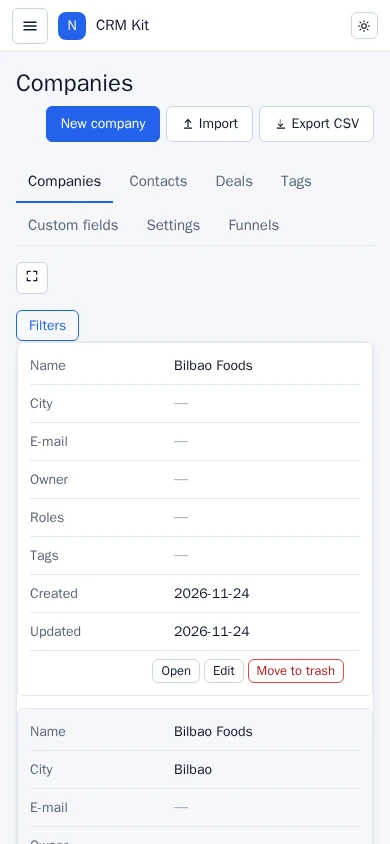 N CRM Kit
Companies
New company Import Export CSV
Companies Contacts Deals Tags
Custom fields Settings Funnels
Filters
Name Bilbao Foods
City —
E-mail —
Owner —
Roles —
Tags —
Created 2026-11-24
Updated 2026-11-24
Open Edit Move to trash
Name Bilbao Foods
City Bilbao
E-mail —
Owner